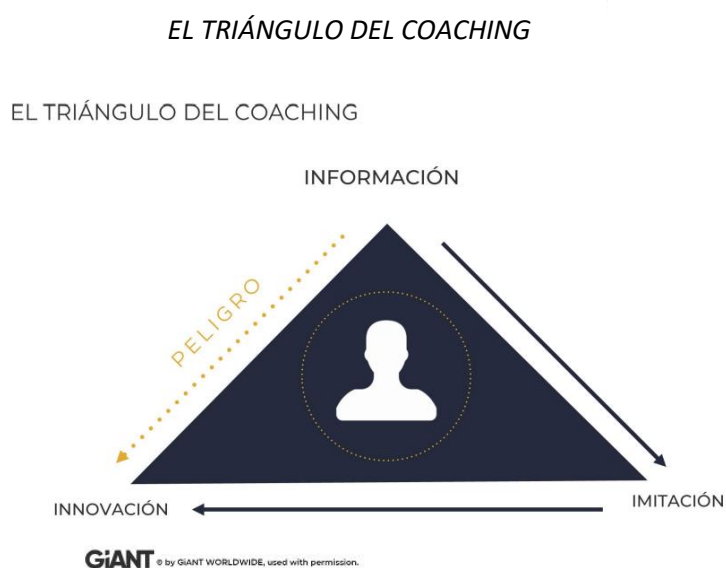 EL TRIÁNGULO DEL COACHING
EL TRIÁNGULO DEL COACHING
INFORMACIÓN
PELIGRO
INNOVACIÓN
IMITACIÓN
GiANT © by GiANT WORLDWIDE, used with permission.